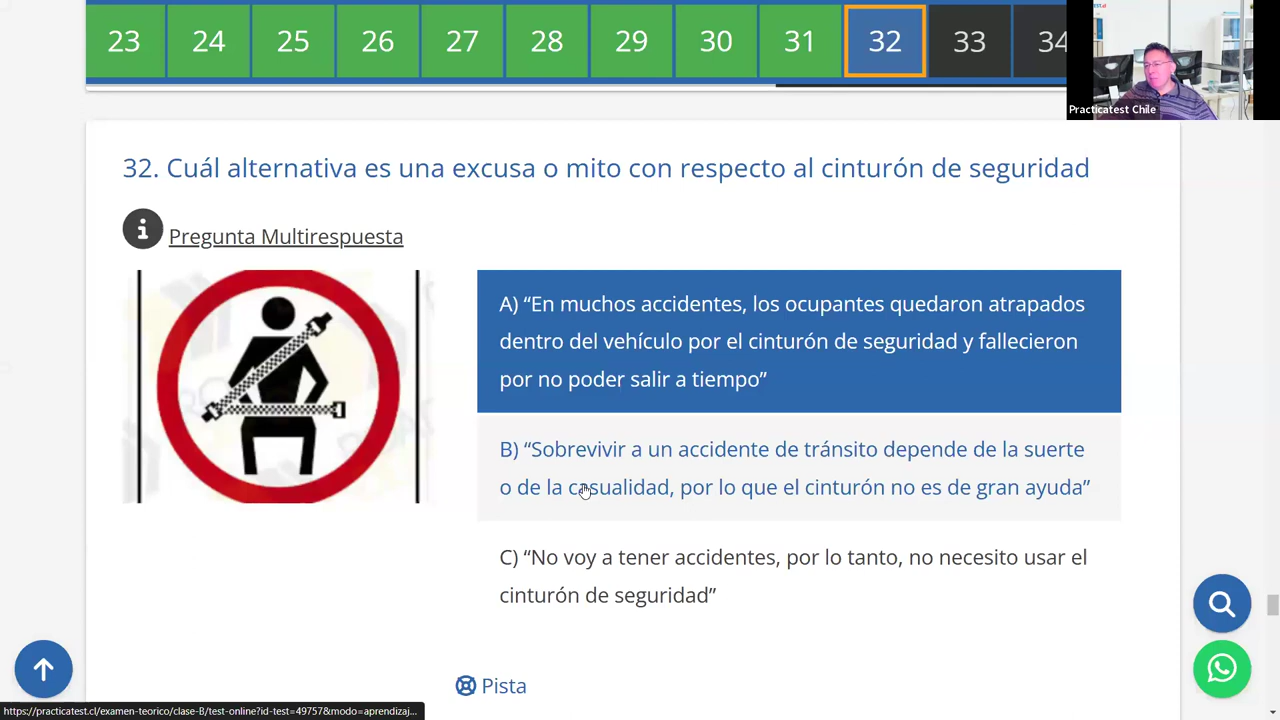 23 24 25 26 27 28 29 30 31 32 33 34
Practicatest Chile
32. Cuál alternativa es una excusa o mito con respecto al cinturón de seguridad
Pregunta Multirespuesta
A) “En muchos accidentes, los ocupantes quedaron atrapados
dentro del vehículo por el cinturón de seguridad y fallecieron
por no poder salir a tiempo”
B) “Sobrevivir a un accidente de tránsito depende de la suerte
o de la casualidad, por lo que el cinturón no es de gran ayuda”
C) “No voy a tener accidentes, por lo tanto, no necesito usar el
cinturón de seguridad”
Pista
https://practicatest.cl/examen-teorico/clase-B/test-online?id-test=49757&modo=aprendizaj...